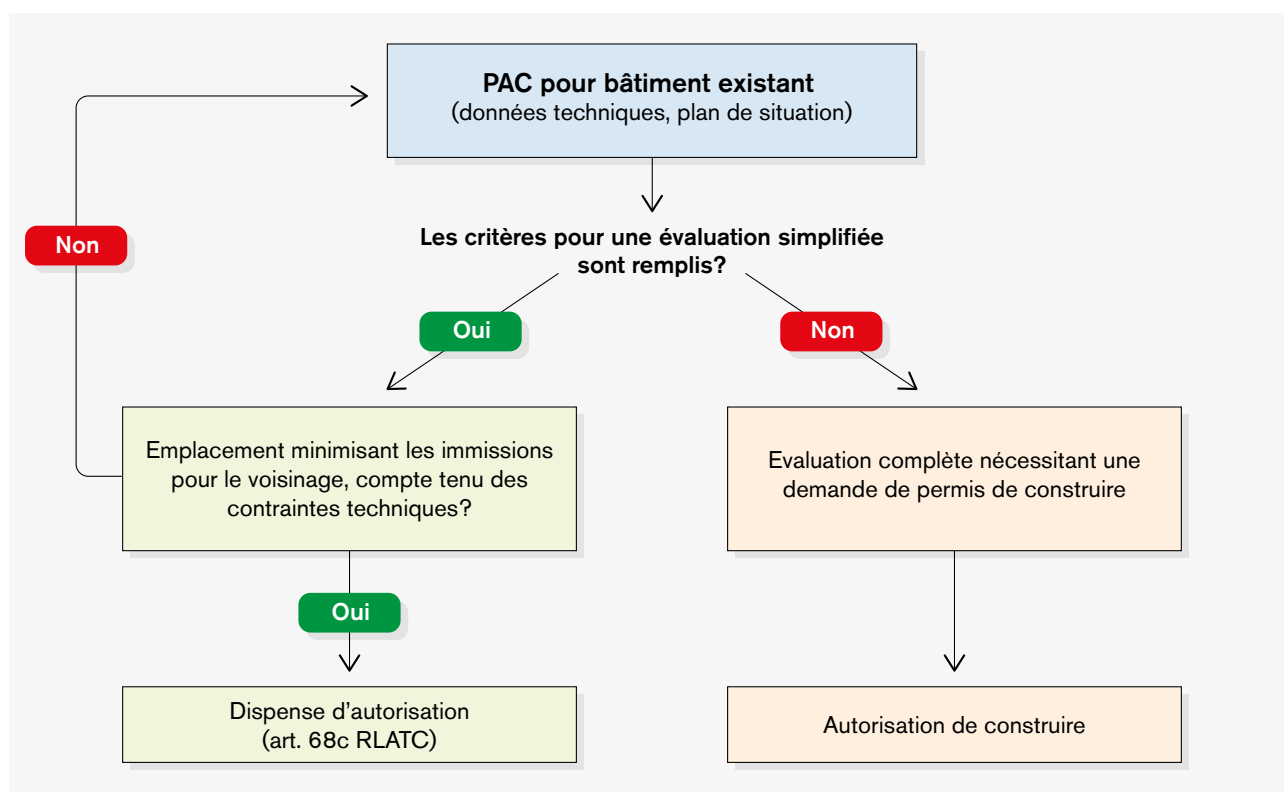 PAC pour bâtiment existant
(données techniques, plan de situation)
Non
Les critères pour une évaluation simplifiée
sont remplis?
Oui
Non
Emplacement minimisant les immissions
pour le voisinage, compte tenu des
contraintes techniques?
Evaluation complète nécessitant une
demande de permis de construire
Oui
Dispense d'autorisation
(art. 68c RLATC)
Autorisation de construire